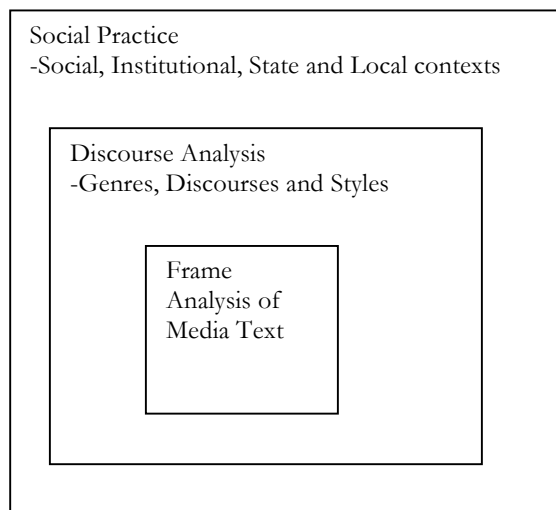 Social Practice
-Social, Institutional, State and Local contexts
Discourse Analysis
-Genres, Discourses and Styles
Frame
Analysis of
Media Text